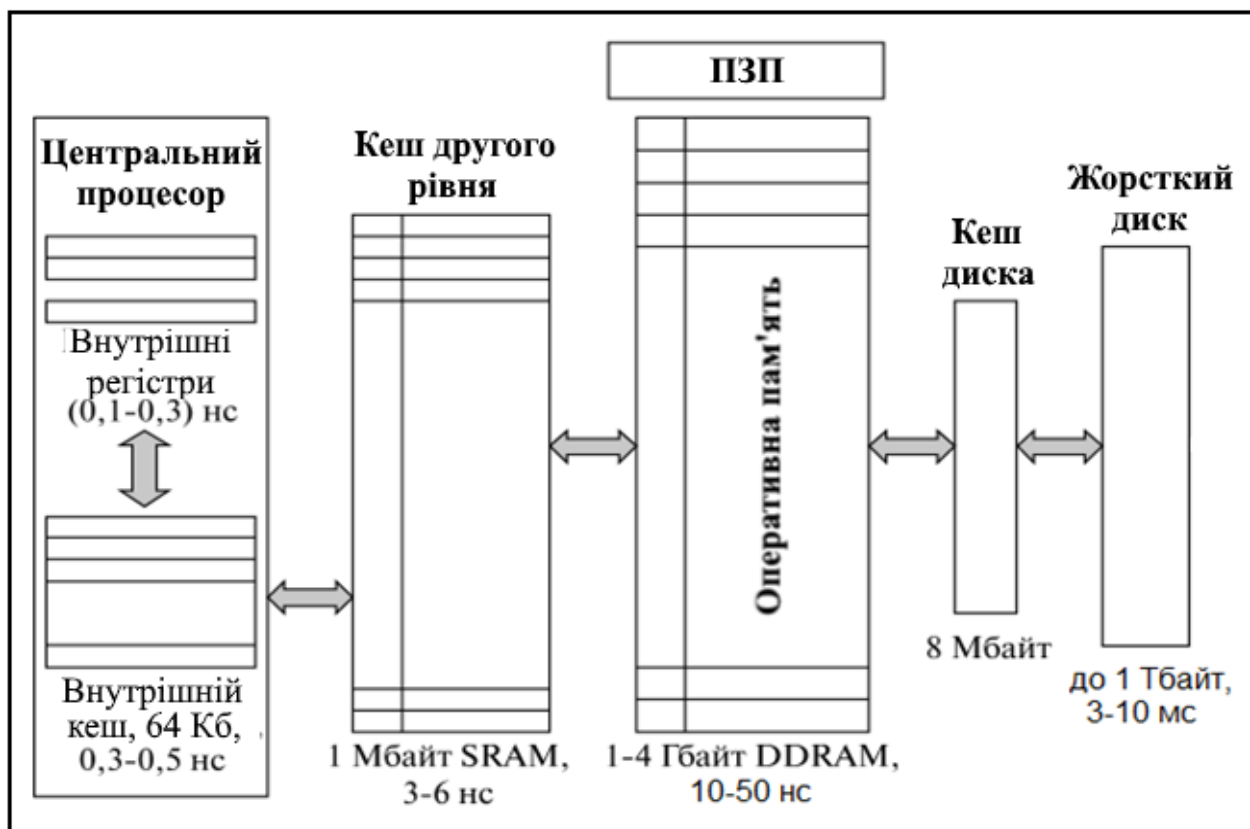 ПЗП
Центральний
процесор
Внутрішні
регістри
(0,1-0,3) нс
Внутрішній
кеш, 64 Кб,
0,3-0,5 нс
Кеш другого
рівня
1 Мбайт SRAM,
3-6 нс
Оперативна пам'ять
1-4 Гбайт DDRAM,
10-50 нс
Кеш
диска
8 Мбайт
Жорсткий
диск
до 1 Тбайт,
3-10 мс